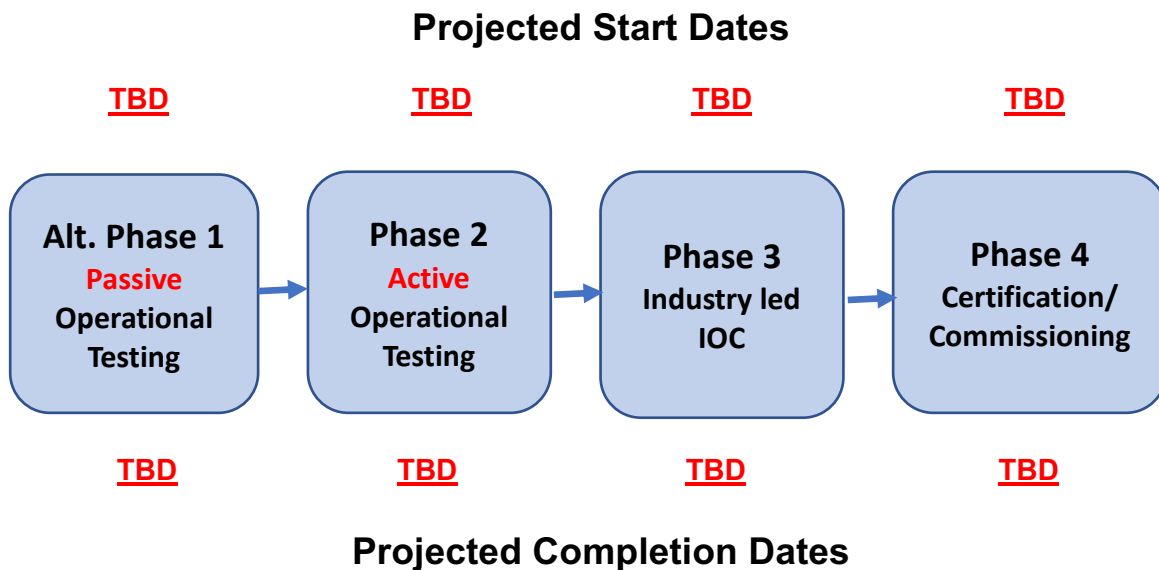 Projected Start Dates
TBD
TBD
TBD
TBD
Alt. Phase 1
Passive
Operational
Testing
Phase 2
Active
Operational
Testing
Phase 3
Industry led
IOC
Phase 4
Certification/
Commissioning
TBD
TBD
TBD
TBD
Projected Completion Dates